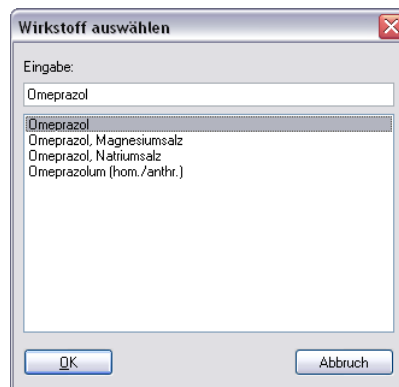 Wirkstoff auswählen
Eingabe:
Omeprazol
Omeprazol
Omeprazol, Magnesiumsalz
Omeprazol, Natriumsalz
Omeprazolum (hom./anthr.)
OK
Abbruch